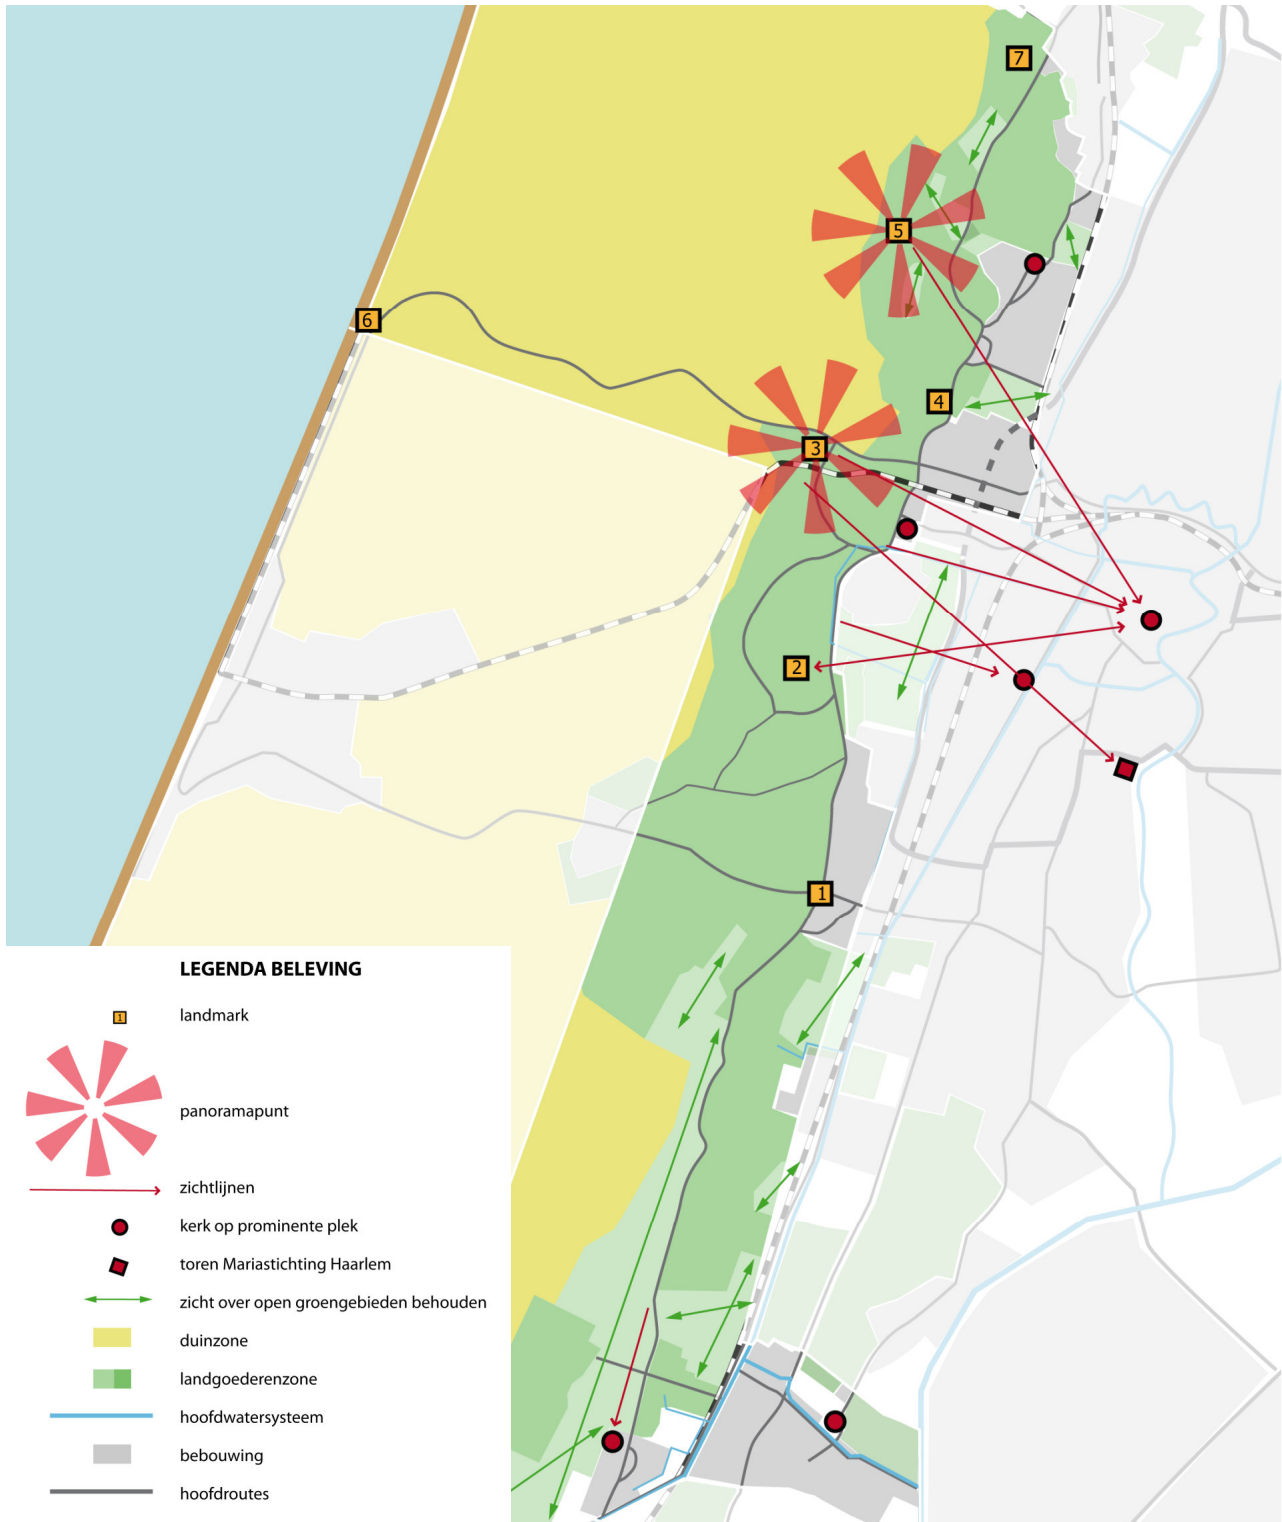 7
5
6
4
3
2
1
LEGENDA BELEVING
1 landmark
panoramapunt
zichtlijnen
kerk op prominente plek
toren Mariastichting Haarlem
zicht over open groengebieden behouden
duinzone
landgoederenzone
hoofdwatersysteem
bebouwing
hoofdroutes